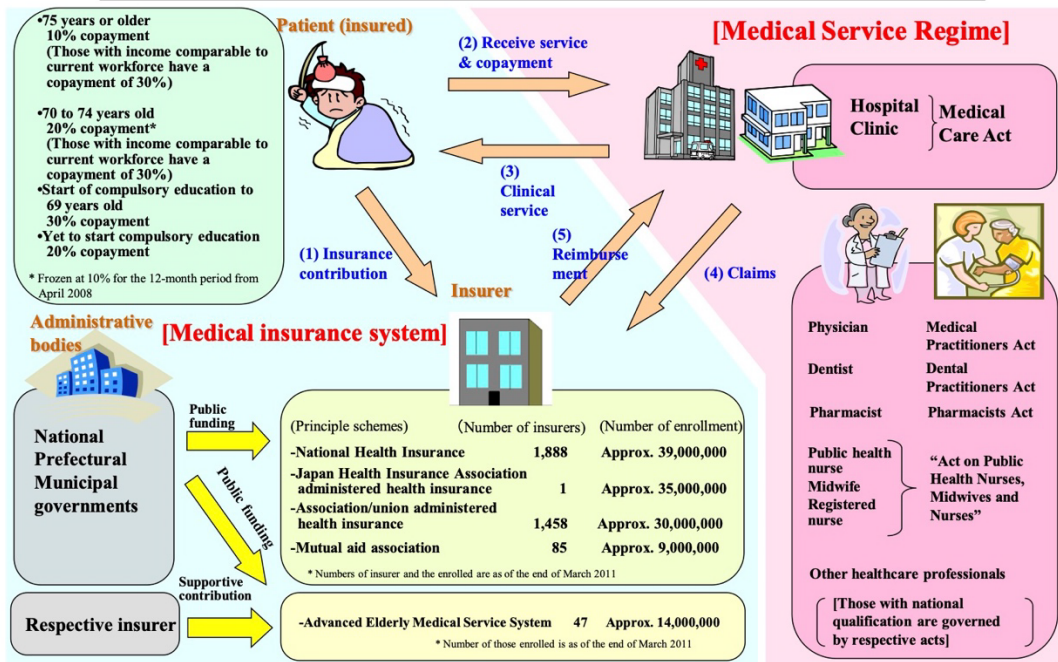 •75 years or older
10% copayment
(Those with income comparable to
current workforce have a
copayment of 30%)
•70 to 74 years old
20% copayment*
(Those with income comparable to
current workforce have a
copayment of 30%)
•Start of compulsory education to
69 years old
30% copayment
•Yet to start compulsory education
20% copayment
* Frozen at 10% for the 12-month period from
April 2008
Patient (insured)
(2) Receive service
& copayment
[Medical Service Regime]
Hospital
Clinic
Medical
Care Act
(3)
Clinical
service
(1) Insurance
contribution
(5)
Reimburse
ment
(4) Claims
Insurer
Administrative
bodies
[Medical insurance system]
National
Prefectural
Municipal
governments
Public
funding
Public funding
Supportive
contribution
Respective insurer
(Principle schemes) (Number of insurers) (Number of enrollment)
-National Health Insurance 1,888 Approx. 39,000,000
-Japan Health Insurance Association
administered health insurance 1 Approx. 35,000,000
-Association/union administered
health insurance 1,458 Approx. 30,000,000
-Mutual aid association 85 Approx. 9,000,000
* Numbers of insurer and the enrolled are as of the end of March 2011
-Advanced Elderly Medical Service System 47 Approx. 14,000,000
* Number of those enrolled is as of the end of March 2011
Physician Medical
Practitioners Act
Dentist Dental
Practitioners Act
Pharmacist Pharmacists Act
Public health
nurse
Midwife
Registered
nurse
“Act on Public
Health Nurses,
Midwives and
Nurses”
Other healthcare professionals
[Those with national
qualification are governed
by respective acts]